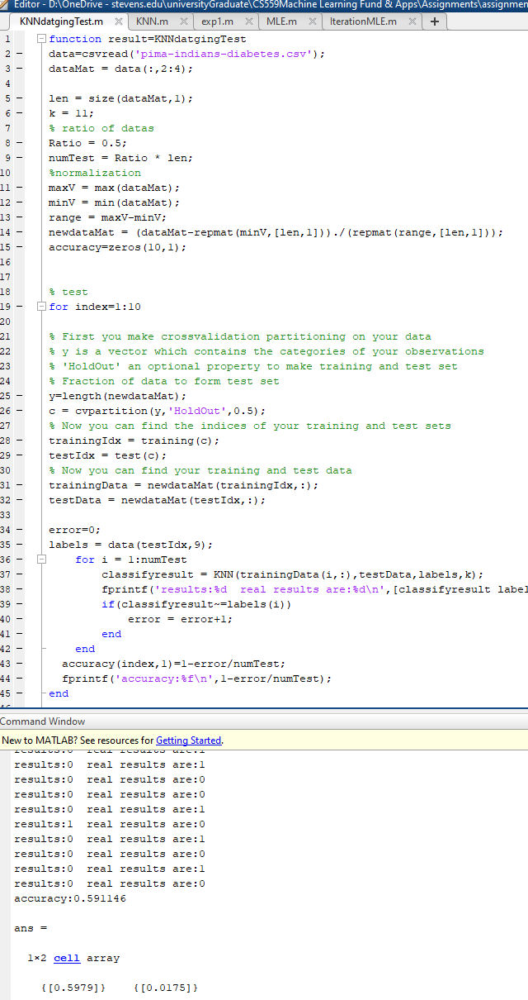 Editor - D:\OneDrive - stevens.edu\universityGraduate\CS559Machine Learning Fund & Apps\Assignments\assignmen
KNNdatgingTest.m × KNN.m × exp1.m × MLE.m × IterationMLE.m × +
1 function result=KNNdatgingTest
2 - data=csvread('pima-indians-diabetes.csv');
3 - dataMat = data(:,2:4);
4
5 - len = size(dataMat,1);
6 - k = 11;
7 % ratio of datas
8 - Ratio = 0.5;
9 - numTest = Ratio * len;
10 %normalization
11 - maxV = max(dataMat);
12 - minV = min(dataMat);
13 - range = maxV-minV;
14 - newdataMat = (dataMat-repmat(minV,[len,1]))./(repmat(range,[len,1]));
15 - accuracy=zeros(10,1);
16
17
18 % test
19 - for index=1:10
20
21 % First you make crossvalidation partitioning on your data
22 % y is a vector which contains the categories of your observations
23 % 'HoldOut' an optional property to make training and test set
24 % Fraction of data to form test set
25 - y=length(newdataMat);
26 - c = cvpartition(y,'HoldOut',0.5);
27 % Now you can find the indices of your training and test sets
28 - trainingIdx = training(c);
29 - testIdx = test(c);
30 % Now you can find your training and test data
31 - trainingData = newdataMat(trainingIdx,:);
32 - testData = newdataMat(testIdx,:);
33
34 - error=0;
35 - labels = data(testIdx,9);
36 - for i = 1:numTest
37 - classifyresult = KNN(trainingData(i,:),testData,labels,k);
38 - fprintf('results:%d  real results are:%d\n',[classifyresult label
39 - if(classifyresult~=labels(i))
40 - error = error+1;
41 - end
42 - end
43 - accuracy(index,1)=1-error/numTest;
44 - fprintf('accuracy:%f\n',1-error/numTest);
45 - end
Command Window
New to MATLAB? See resources for Getting Started.
results:0  real results are:1
results:0  real results are:1
results:0  real results are:0
results:0  real results are:0
results:0  real results are:1
results:1  real results are:0
results:0  real results are:1
results:0  real results are:0
results:0  real results are:1
results:0  real results are:0
accuracy:0.591146
ans =
1×2 cell array
{[0.5979]}    {[0.0175]}